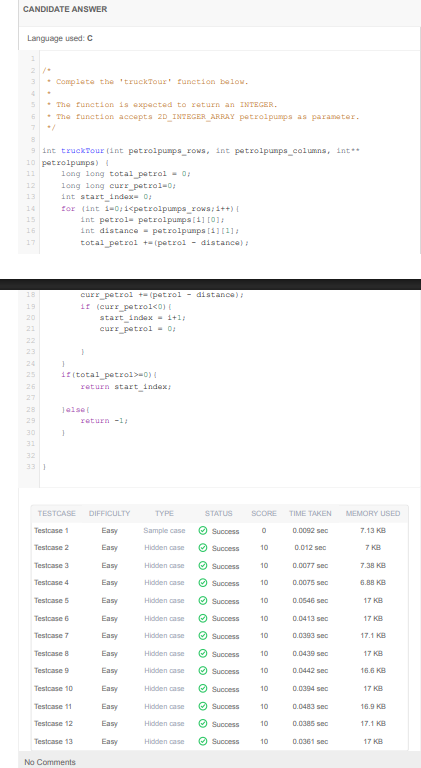 CANDIDATE ANSWER
Language used: C
1
2 /*
3 * Complete the 'truckTour' function below.
4 *
5 * The function is expected to return an INTEGER.
6 * The function accepts 2D_INTEGER_ARRAY petrolpumps as parameter.
7 */
8
9 int truckTour(int petrolpumps_rows, int petrolpumps_columns, int**
10 petrolpumps) {
11 long long total_petrol = 0;
12 long long curr_petrol=0;
13 int start_index= 0;
14 for (int i=0;i<petrolpumps_rows;i++){
15 int petrol= petrolpumps[i][0];
16 int distance = petrolpumps[i][1];
17 total_petrol +=(petrol - distance);
18 curr_petrol +=(petrol - distance);
19 if (curr_petrol<0){
20 start_index = i+1;
21 curr_petrol = 0;
22
23 }
24 }
25 if(total_petrol>=0){
26 return start_index;
27
28 }else{
29 return -1;
30 }
31
32
33 }
TESTCASE DIFFICULTY TYPE STATUS SCORE TIME TAKEN MEMORY USED
Testcase 1 Easy Sample case Success 0 0.0092 sec 7.13 KB
Testcase 2 Easy Hidden case Success 10 0.012 sec 7 KB
Testcase 3 Easy Hidden case Success 10 0.0077 sec 7.38 KB
Testcase 4 Easy Hidden case Success 10 0.0075 sec 6.88 KB
Testcase 5 Easy Hidden case Success 10 0.0546 sec 17 KB
Testcase 6 Easy Hidden case Success 10 0.0413 sec 17 KB
Testcase 7 Easy Hidden case Success 10 0.0393 sec 17.1 KB
Testcase 8 Easy Hidden case Success 10 0.0439 sec 17 KB
Testcase 9 Easy Hidden case Success 10 0.0442 sec 16.6 KB
Testcase 10 Easy Hidden case Success 10 0.0394 sec 17 KB
Testcase 11 Easy Hidden case Success 10 0.0483 sec 16.9 KB
Testcase 12 Easy Hidden case Success 10 0.0385 sec 17.1 KB
Testcase 13 Easy Hidden case Success 10 0.0361 sec 17 KB
No Comments